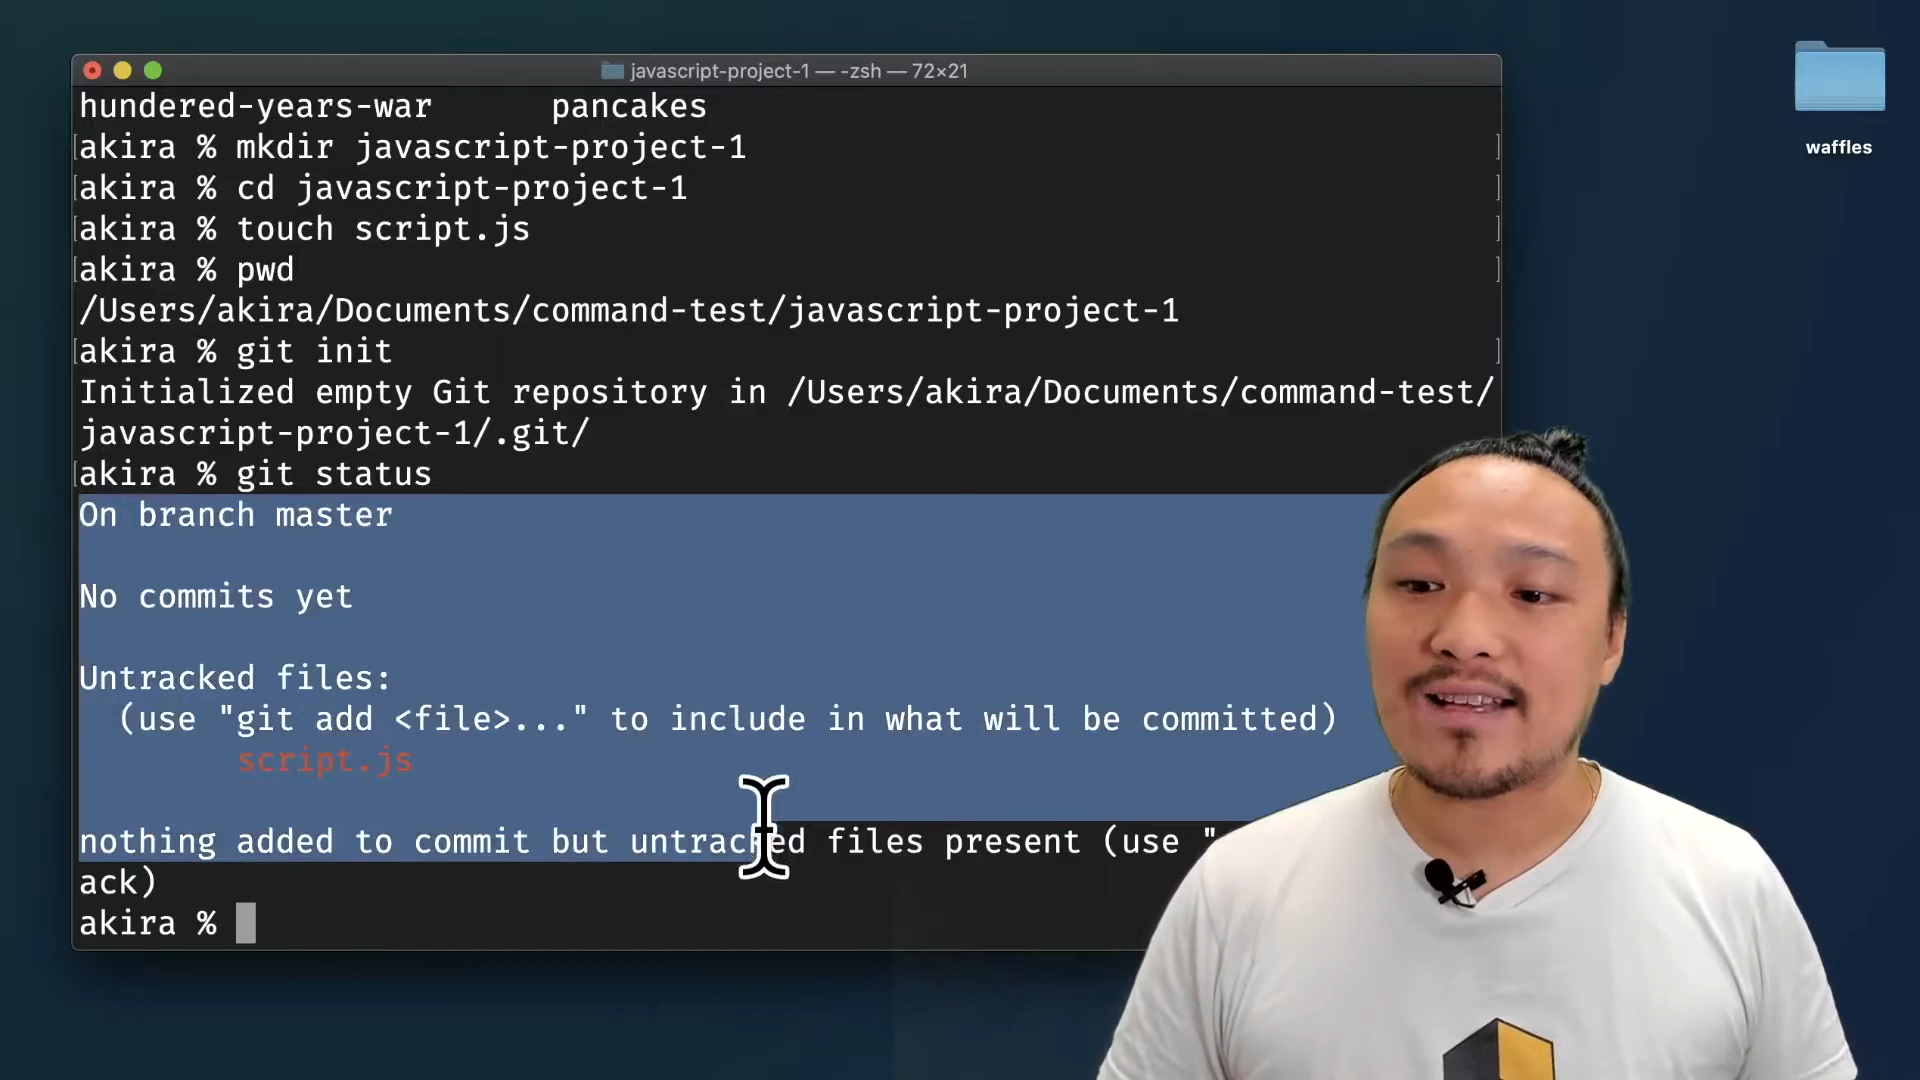 javascript-project-1 — -zsh — 72×21
hundered-years-war pancakes
akira % mkdir javascript-project-1
akira % cd javascript-project-1
akira % touch script.js
akira % pwd
/Users/akira/Documents/command-test/javascript-project-1
akira % git init
Initialized empty Git repository in /Users/akira/Documents/command-test/
javascript-project-1/.git/
akira % git status
On branch master
No commits yet
Untracked files:
(use "git add <file>..." to include in what will be committed)
script.js
nothing added to commit but untracked files present (use "
ack)
akira %
waffles